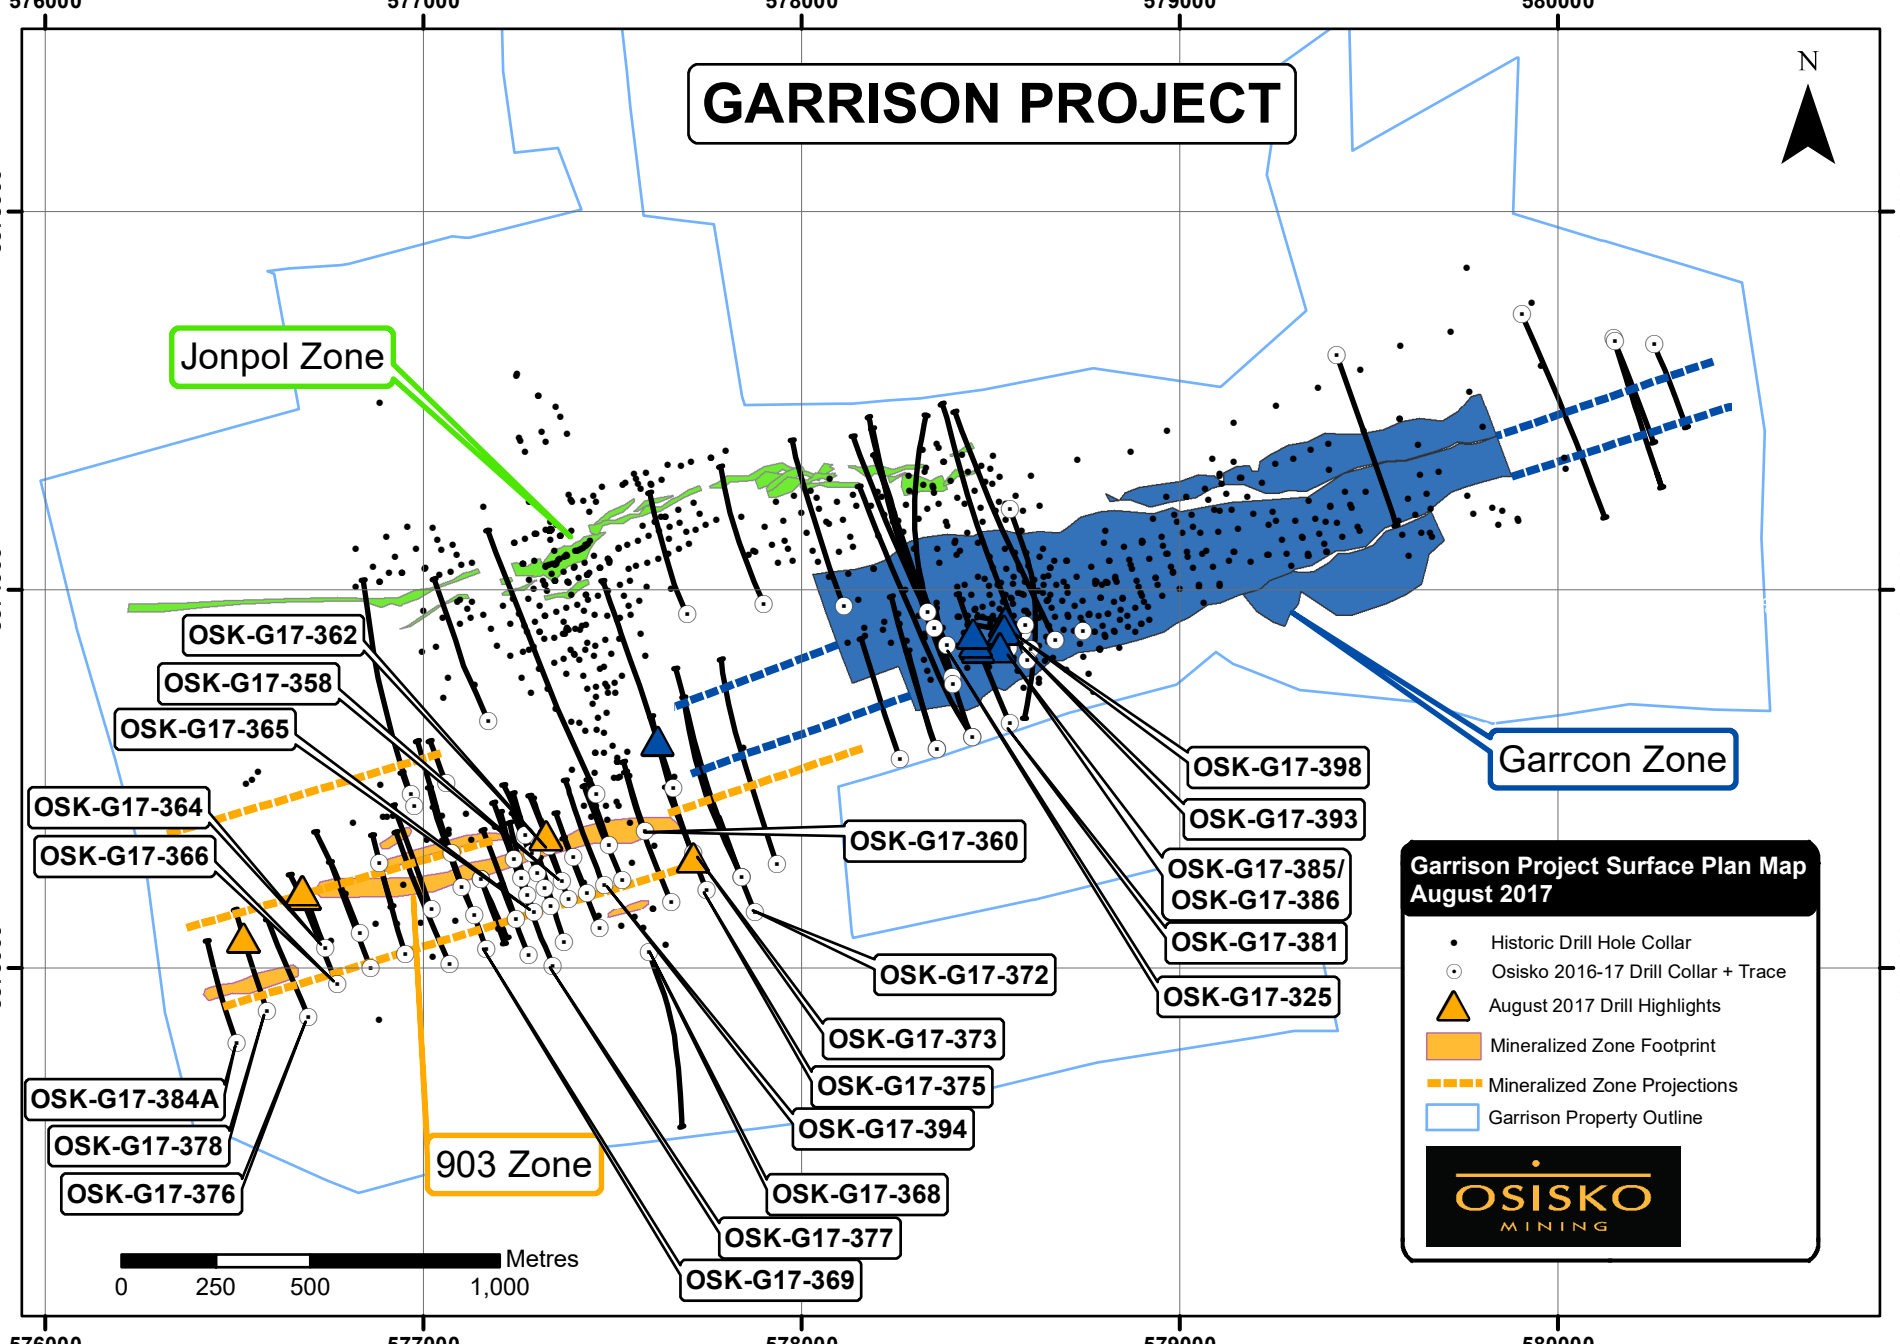 576000
577000
578000
579000
580000
GARRISON PROJECT
N
Jonpol Zone
OSK-G17-362
OSK-G17-358
OSK-G17-365
OSK-G17-364
OSK-G17-366
OSK-G17-384A
OSK-G17-378
OSK-G17-376
903 Zone
Garrcon Zone
OSK-G17-398
OSK-G17-393
OSK-G17-360
OSK-G17-385/
OSK-G17-386
OSK-G17-381
OSK-G17-372
OSK-G17-325
OSK-G17-373
OSK-G17-375
OSK-G17-394
OSK-G17-368
OSK-G17-377
OSK-G17-369
Garrison Project Surface Plan Map
August 2017
Historic Drill Hole Collar
Osisko 2016-17 Drill Collar + Trace
August 2017 Drill Highlights
Mineralized Zone Footprint
Mineralized Zone Projections
Garrison Property Outline
OSISKO
MINING
Metres
0 250 500 1,000
576000
577000
578000
579000
580000